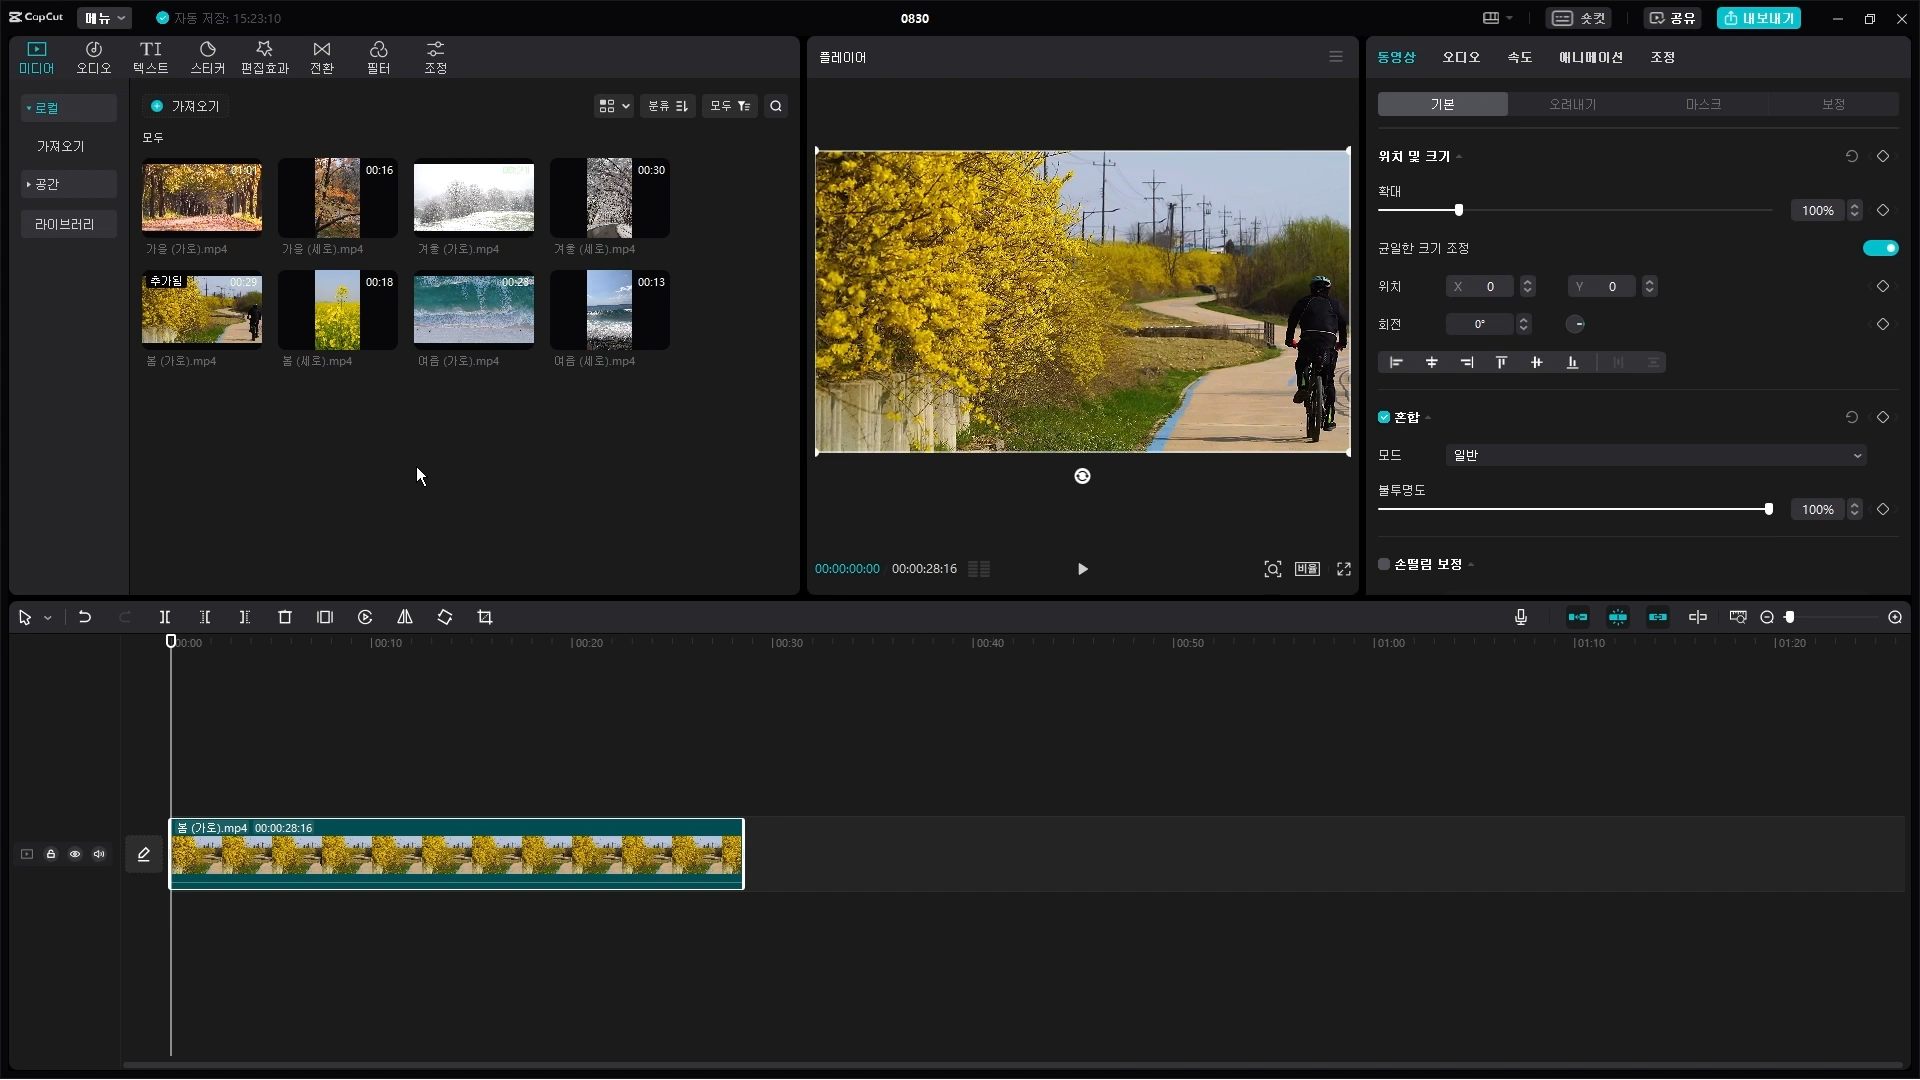 CapCut 메뉴 자동 저장: 15:23:10 0830 숏컷 공유 내보내기
미디어 오디오 텍스트 스티커 편집효과 전환 필터 조정
로컬
가져오기
공간
라이브러리
가져오기 분류 모두
모두
01:01 00:16 00:30
가을 (가로).mp4 가을 (세로).mp4 겨울 (가로).mp4 겨울 (세로).mp4
추가됨 00:29 00:18 00:28 00:13
봄 (가로).mp4 봄 (세로).mp4 여름 (가로).mp4 여름 (세로).mp4
플레이어
00:00:00:00 00:00:28:16 비율
동영상 오디오 속도 애니메이션 조정
기본 오려내기 마스크 보정
위치 및 크기
확대
100%
균일한 크기 조정
위치 X 0 Y 0
회전 0°
혼합
모드 일반
불투명도
100%
손떨림 보정
00:00 00:10 00:20 00:30 00:40 00:50 01:00 01:10 01:20
봄 (가로).mp4 00:00:28:16